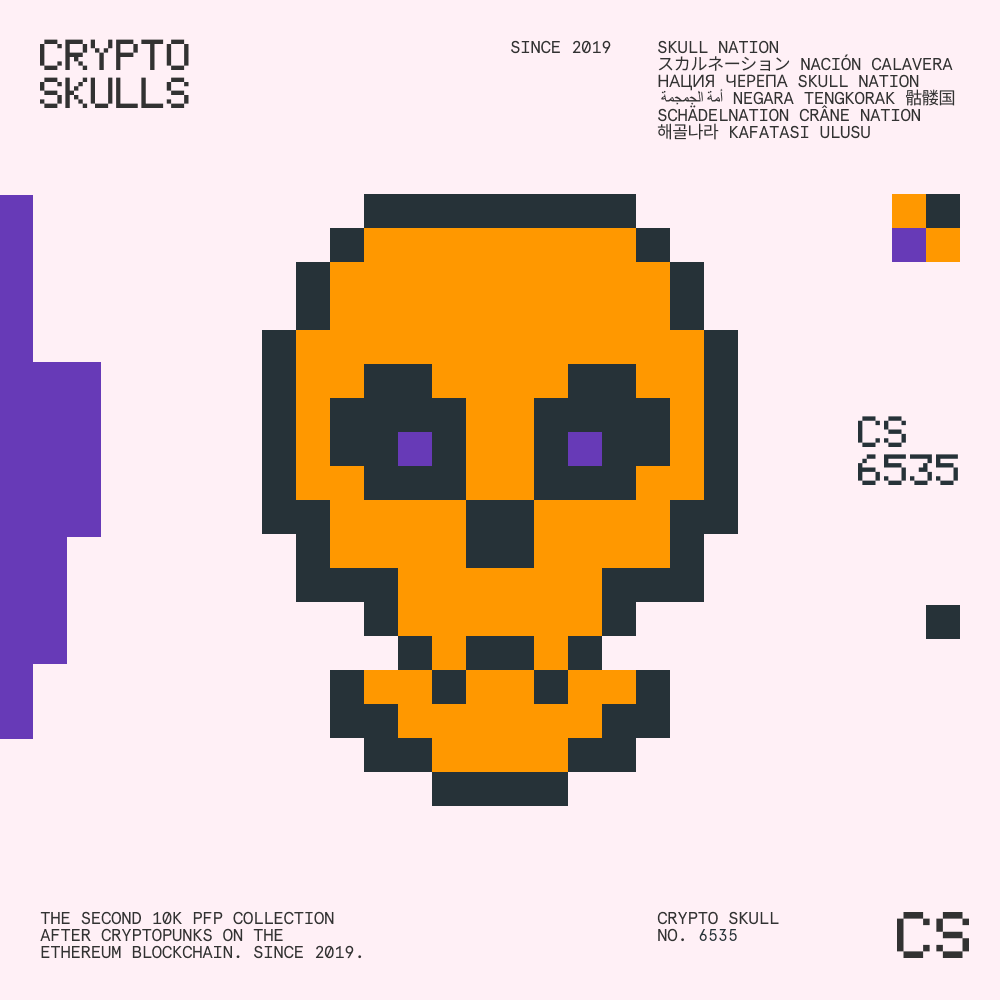 CRYPTO
SKULLS
SINCE 2019
SKULL NATION
スカルネーション NACIÓN CALAVERA
НАЦИЯ ЧЕРЕПА SKULL NATION
أمة الجمجمة NEGARA TENGKORAK 骷髅国
SCHÄDELNATION CRÂNE NATION
해골나라 KAFATASI ULUSU
CS
6535
THE SECOND 10K PFP COLLECTION
AFTER CRYPTOPUNKS ON THE
ETHEREUM BLOCKCHAIN. SINCE 2019.
CRYPTO SKULL
NO. 6535
CS